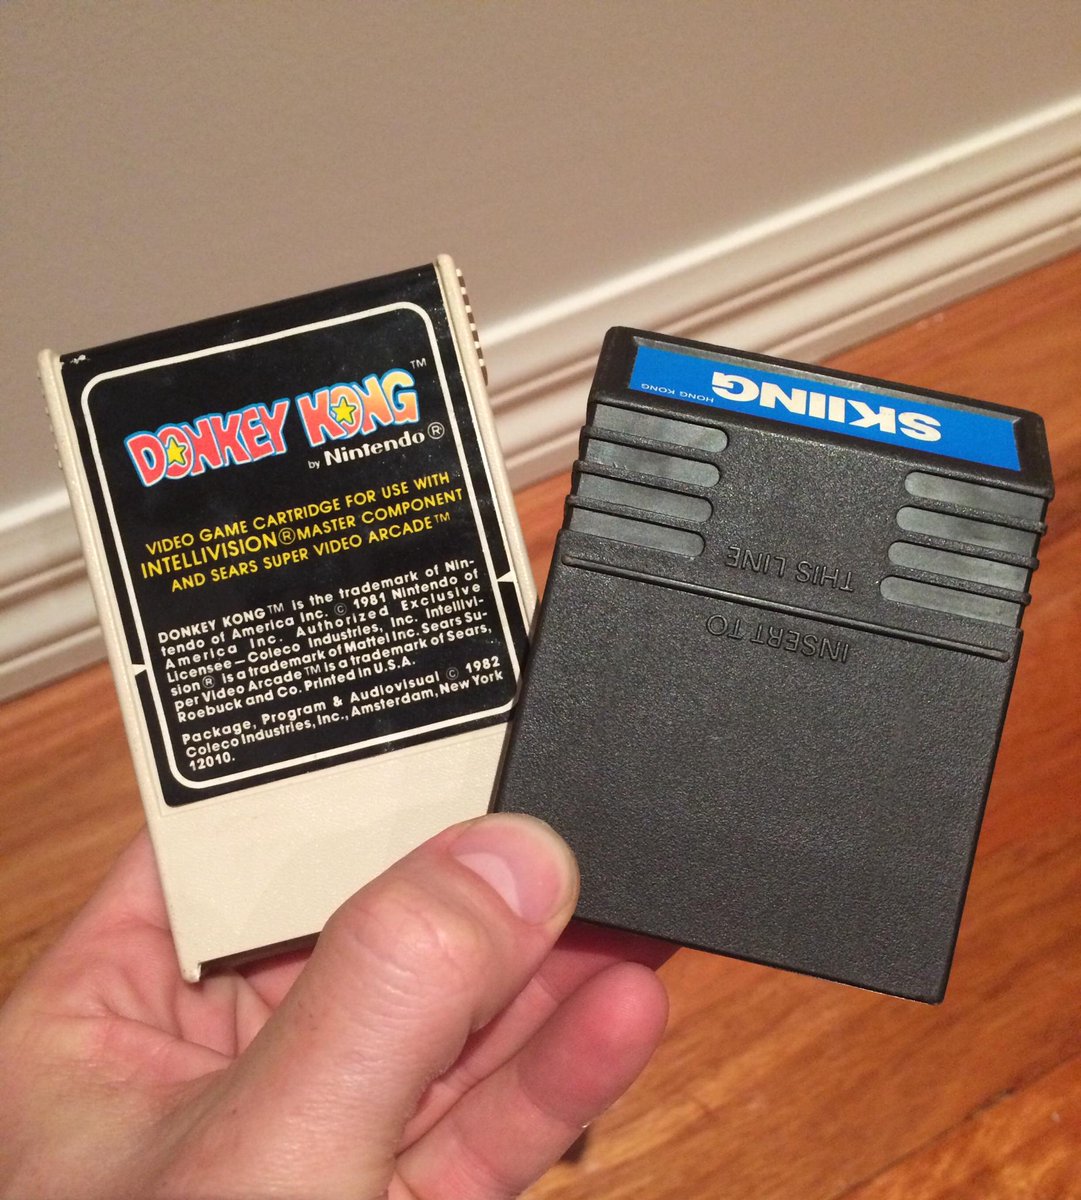 DONKEY KONG™
by Nintendo®
VIDEO GAME CARTRIDGE FOR USE WITH
INTELLIVISION® MASTER COMPONENT
AND SEARS SUPER VIDEO ARCADE™
DONKEY KONG™ is the trademark of Nin-
tendo of America Inc. © 1981 Nintendo of
America Inc. Authorized Exclusive
Licensee—Coleco Industries, Inc. Intellivi-
sion® is a trademark of Mattel Inc. Sears Su-
per Video Arcade™ is a trademark of Sears,
Roebuck and Co. Printed in U.S.A.
Package, Program & Audiovisual © 1982
Coleco Industries, Inc., Amsterdam, New York
12010.
SKIING
HONG KONG
INSERT TO
THIS LINE